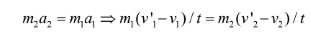 m₂a₂ = m₁a₁ ⇒ m₁(v'₁ − v₁) / t = m₂(v'₂ − v₂) / t